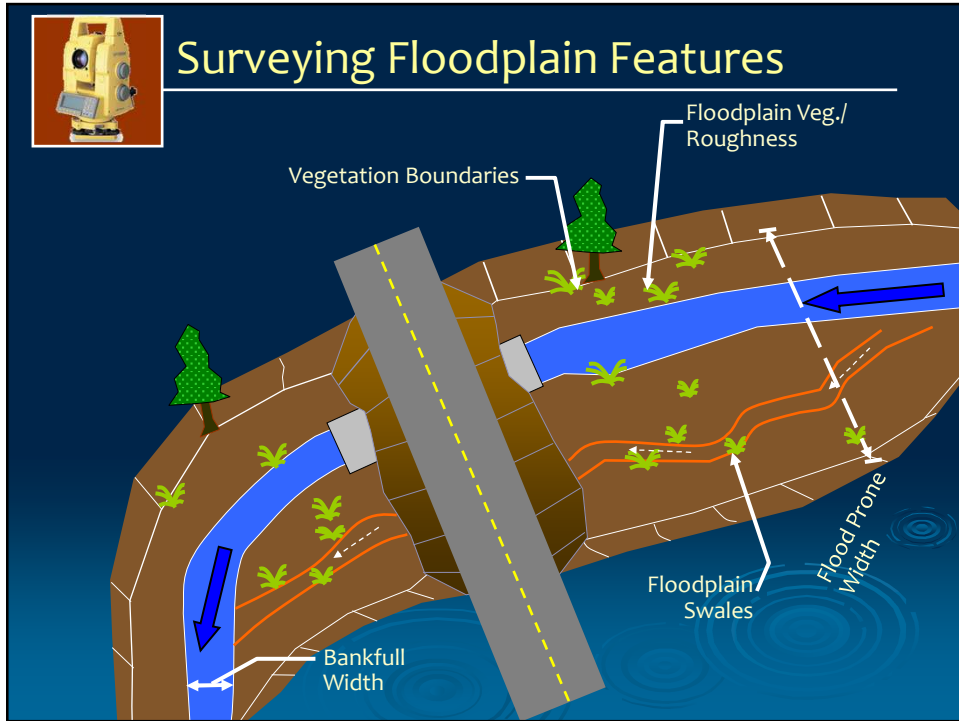 Surveying Floodplain Features
Floodplain Veg./
Roughness
Vegetation Boundaries
Flood Prone
Width
Floodplain
Swales
Bankfull
Width